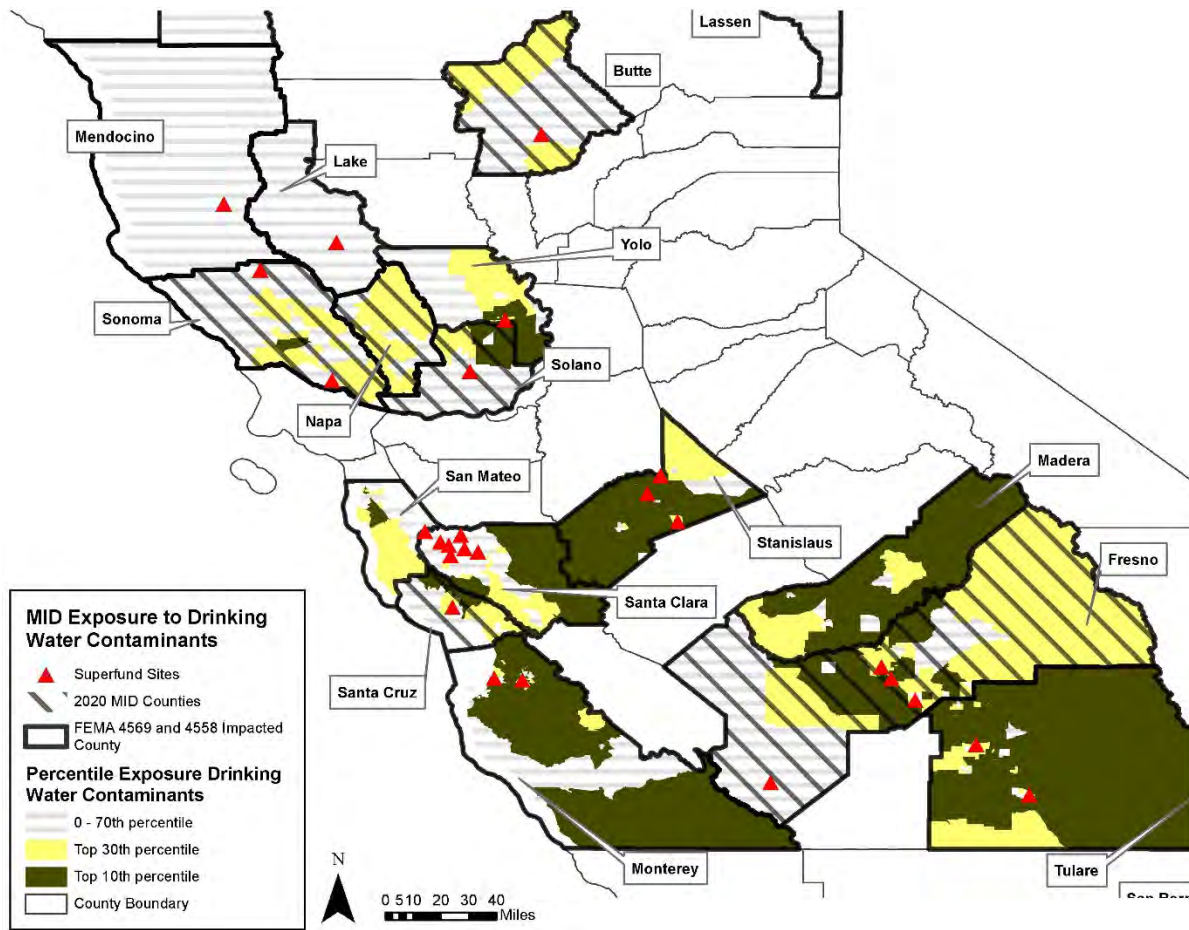 Lassen
Butte
Mendocino
Lake
Yolo
Sonoma
Solano
Napa
San Mateo
Madera
Stanislaus
Fresno
Santa Clara
Santa Cruz
Monterey
Tulare
MID Exposure to Drinking
Water Contaminants
Superfund Sites
2020 MID Counties
FEMA 4569 and 4558 Impacted
County
Percentile Exposure Drinking
Water Contaminants
0 - 70th percentile
Top 30th percentile
Top 10th percentile
County Boundary
N
0 5 10 20 30 40
Miles